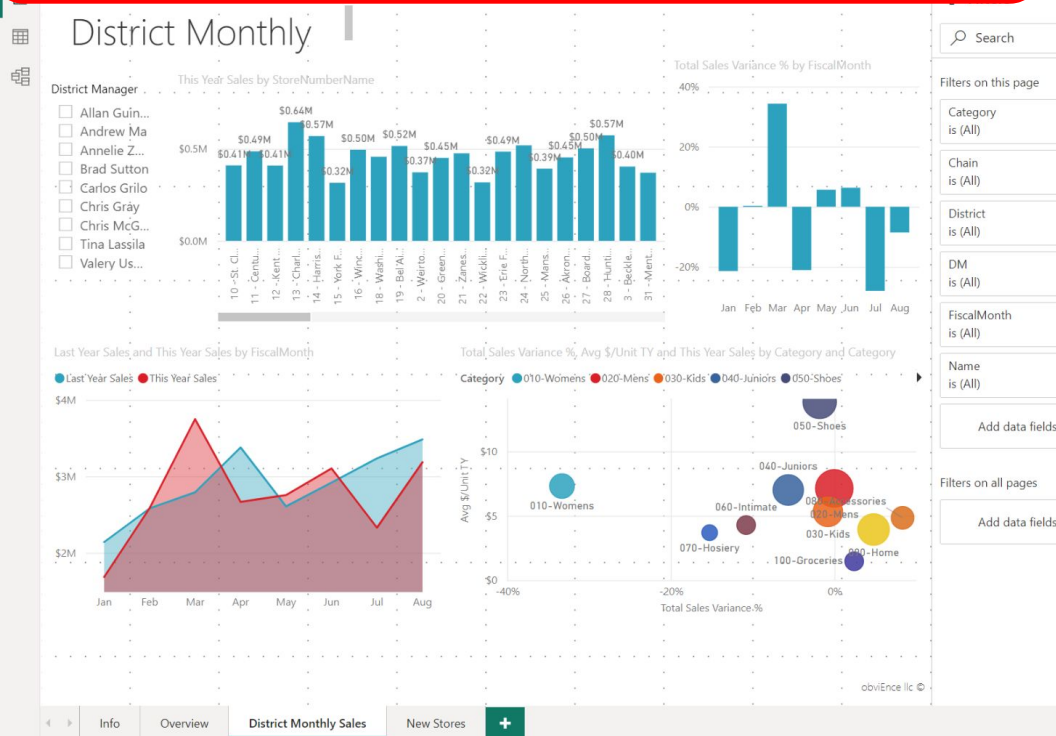 District Monthly
Search
District Manager
Allan Guin...
Andrew Ma
Annelie Z...
Brad Sutton
Carlos Grilo
Chris Gray
Chris McG...
Tina Lassila
Valery Us...
This Year Sales by StoreNumberName
$0.5M
$0.0M
$0.41M
$0.49M
$0.41M
$0.64M
$0.57M
$0.32M
$0.50M
$0.52M
$0.37M
$0.45M
$0.32M
$0.49M
$0.39M
$0.45M
$0.50M
$0.57M
$0.40M
10 - St. Cl...
11 - Centu...
12 - Kent ...
13 - Charl...
14 - Harris...
15 - York F...
16 - Winc...
18 - Washi...
19 - Bel'Ai...
2 - Weirto...
20 - Green...
21 - Zanes...
22 - Wickli...
23 - Erie F...
24 - North...
25 - Mans...
26 - Akron...
27 - Board...
28 - Hunti...
3 - Beckle...
31 - Ment...
Total Sales Variance % by FiscalMonth
40%
20%
0%
-20%
Jan Feb Mar Apr May Jun Jul Aug
Last Year Sales and This Year Sales by FiscalMonth
Last Year Sales This Year Sales
$4M
$3M
$2M
Jan Feb Mar Apr May Jun Jul Aug
Total Sales Variance %, Avg $/Unit TY and This Year Sales by Category and Category
Category 010-Womens 020-Mens 030-Kids 040-Juniors 050-Shoes
Avg $/Unit TY
$10
$5
$0
050-Shoes
040-Juniors
010-Womens
060-Intimate
020-Mens
030-Kids
070-Hosiery
100-Groceries
-40% -20% 0%
Total Sales Variance %
obviEnce llc ©
Filters on this page
Category
is (All)
Chain
is (All)
District
is (All)
DM
is (All)
FiscalMonth
is (All)
Name
is (All)
Add data fields
Filters on all pages
Add data fields
Info Overview District Monthly Sales New Stores +